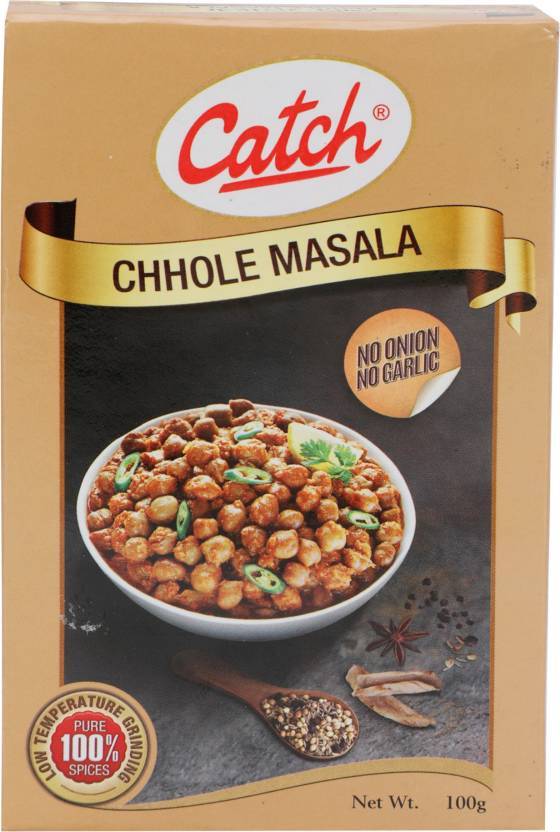 Catch®
CHHOLE MASALA
NO ONION
NO GARLIC
LOW TEMPERATURE GRINDING
PURE
100%
SPICES
Net Wt. 100g